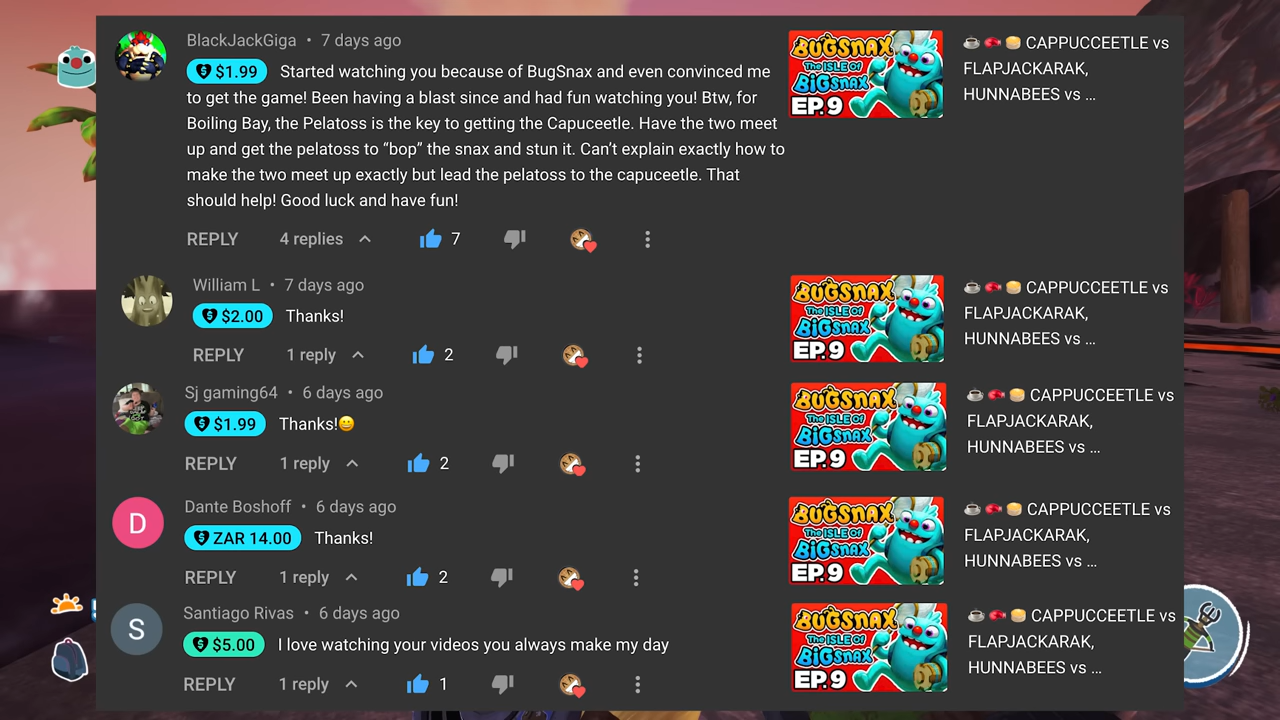 BlackJackGiga • 7 days ago
$1.99 Started watching you because of BugSnax and even convinced me
to get the game! Been having a blast since and had fun watching you! Btw, for
Boiling Bay, the Pelatoss is the key to getting the Capuceetle. Have the two meet
up and get the pelatoss to “bop” the snax and stun it. Can’t explain exactly how to
make the two meet up exactly but lead the pelatoss to the capuceetle. That
should help! Good luck and have fun!
REPLY 4 replies 7
BUGSNAX
THE ISLE OF
BIGSNAX
EP.9
☕ 🪲 🥞 CAPPUCCEETLE vs
FLAPJACKARAK,
HUNNABEES vs ...
William L • 7 days ago
$2.00 Thanks!
REPLY 1 reply 2
BUGSNAX
THE ISLE OF
BIGSNAX
EP.9
☕ 🪲 🥞 CAPPUCCEETLE vs
FLAPJACKARAK,
HUNNABEES vs ...
Sj gaming64 • 6 days ago
$1.99 Thanks!😀
REPLY 1 reply 2
BUGSNAX
THE ISLE OF
BIGSNAX
EP.9
☕ 🪲 🥞 CAPPUCCEETLE vs
FLAPJACKARAK,
HUNNABEES vs ...
D
Dante Boshoff • 6 days ago
ZAR 14.00 Thanks!
REPLY 1 reply 2
BUGSNAX
THE ISLE OF
BIGSNAX
EP.9
☕ 🪲 🥞 CAPPUCCEETLE vs
FLAPJACKARAK,
HUNNABEES vs ...
S
Santiago Rivas • 6 days ago
$5.00 I love watching your videos you always make my day
REPLY 1 reply 1
BUGSNAX
THE ISLE OF
BIGSNAX
EP.9
☕ 🪲 🥞 CAPPUCCEETLE vs
FLAPJACKARAK,
HUNNABEES vs ...